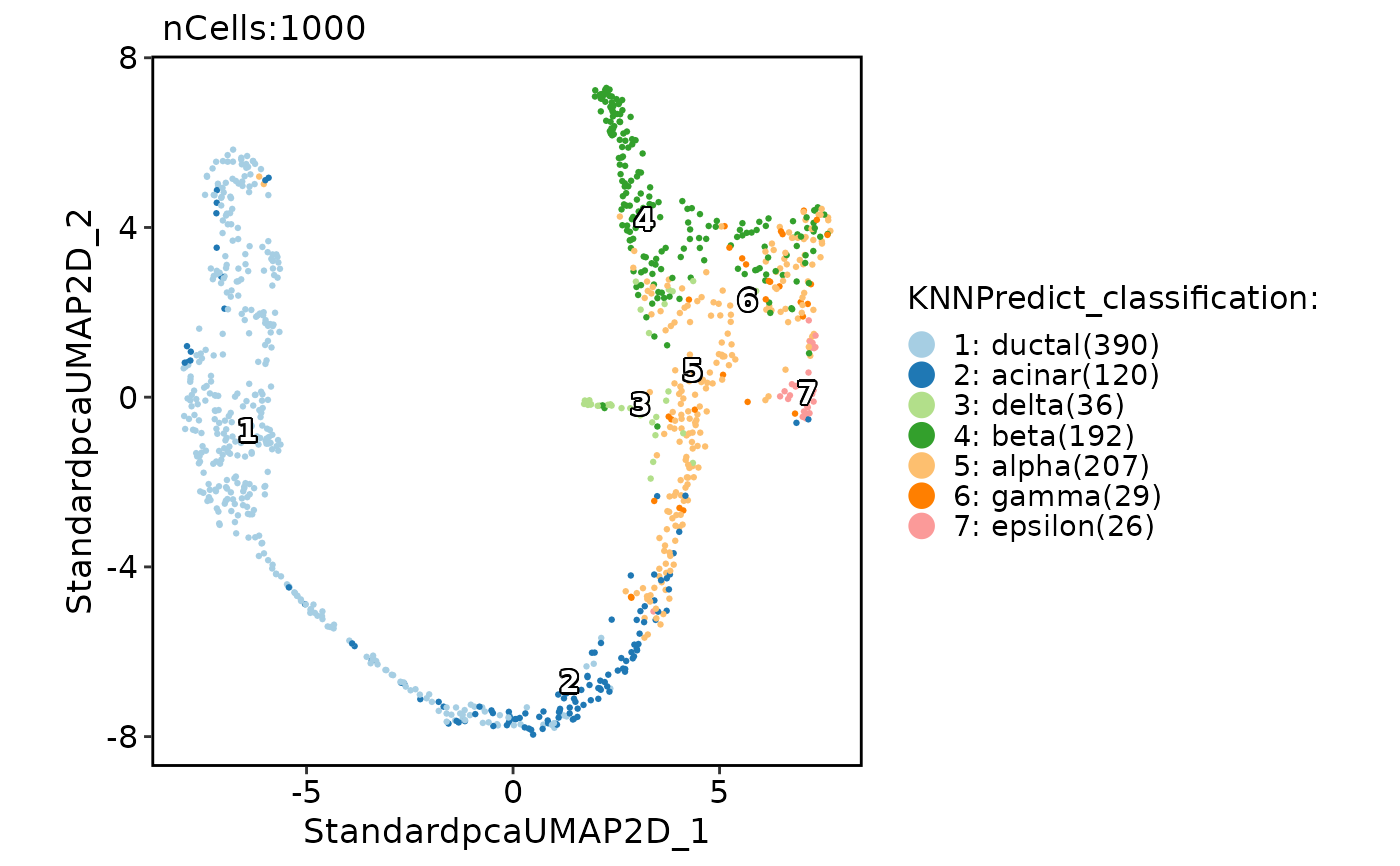 nCells:1000
8
4
0
-4
-8
StandardpcaUMAP2D_2
1
2
3
4
5
6
7
-5
0
5
StandardpcaUMAP2D_1
KNNPredict_classification:
1: ductal(390)
2: acinar(120)
3: delta(36)
4: beta(192)
5: alpha(207)
6: gamma(29)
7: epsilon(26)